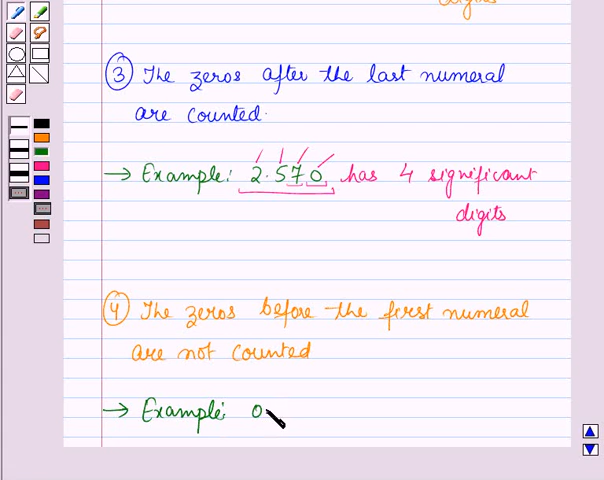 digits
③ The zeros after the last numeral
are counted.
→ Example: 2.570 has 4 significant
digits
④ The zeros before the first numeral
are not counted
→ Example: 0